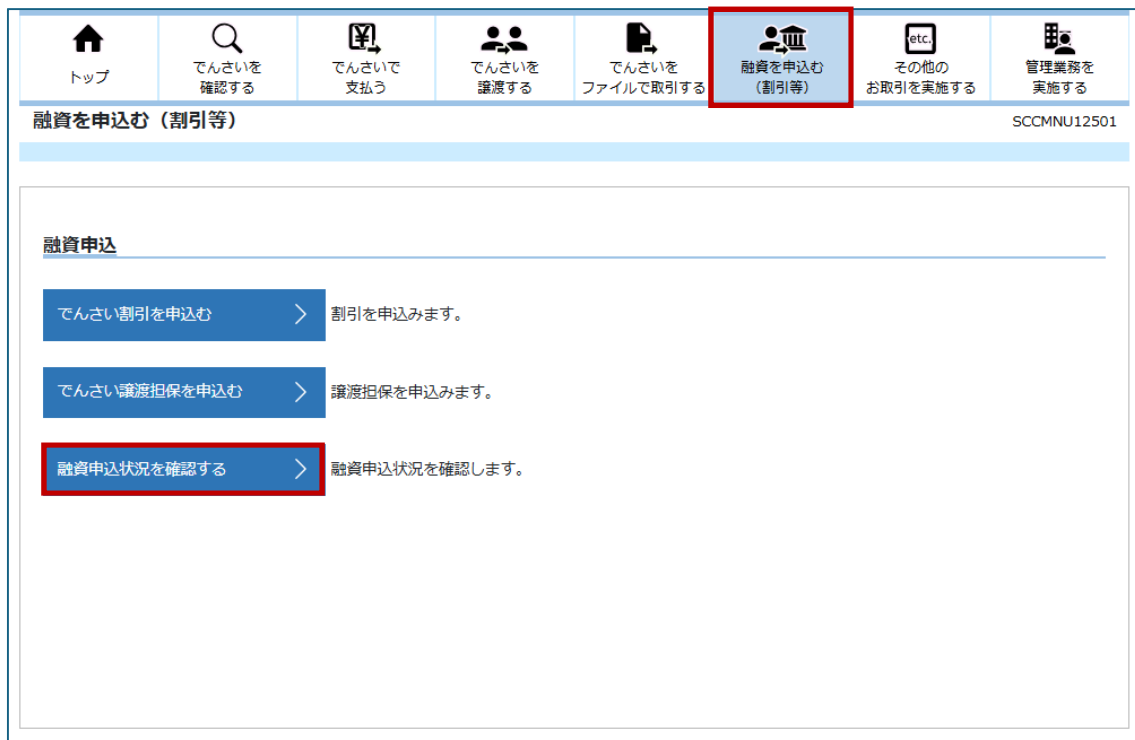 トップ
でんさいを
確認する
でんさいで
支払う
でんさいを
譲渡する
でんさいを
ファイルで取引する
融資を申込む
（割引等）
etc.
その他の
お取引を実施する
管理業務を
実施する
融資を申込む（割引等）
SCCMNU12501
融資申込
でんさい割引を申込む
割引を申込みます。
でんさい譲渡担保を申込む
譲渡担保を申込みます。
融資申込状況を確認する
融資申込状況を確認します。